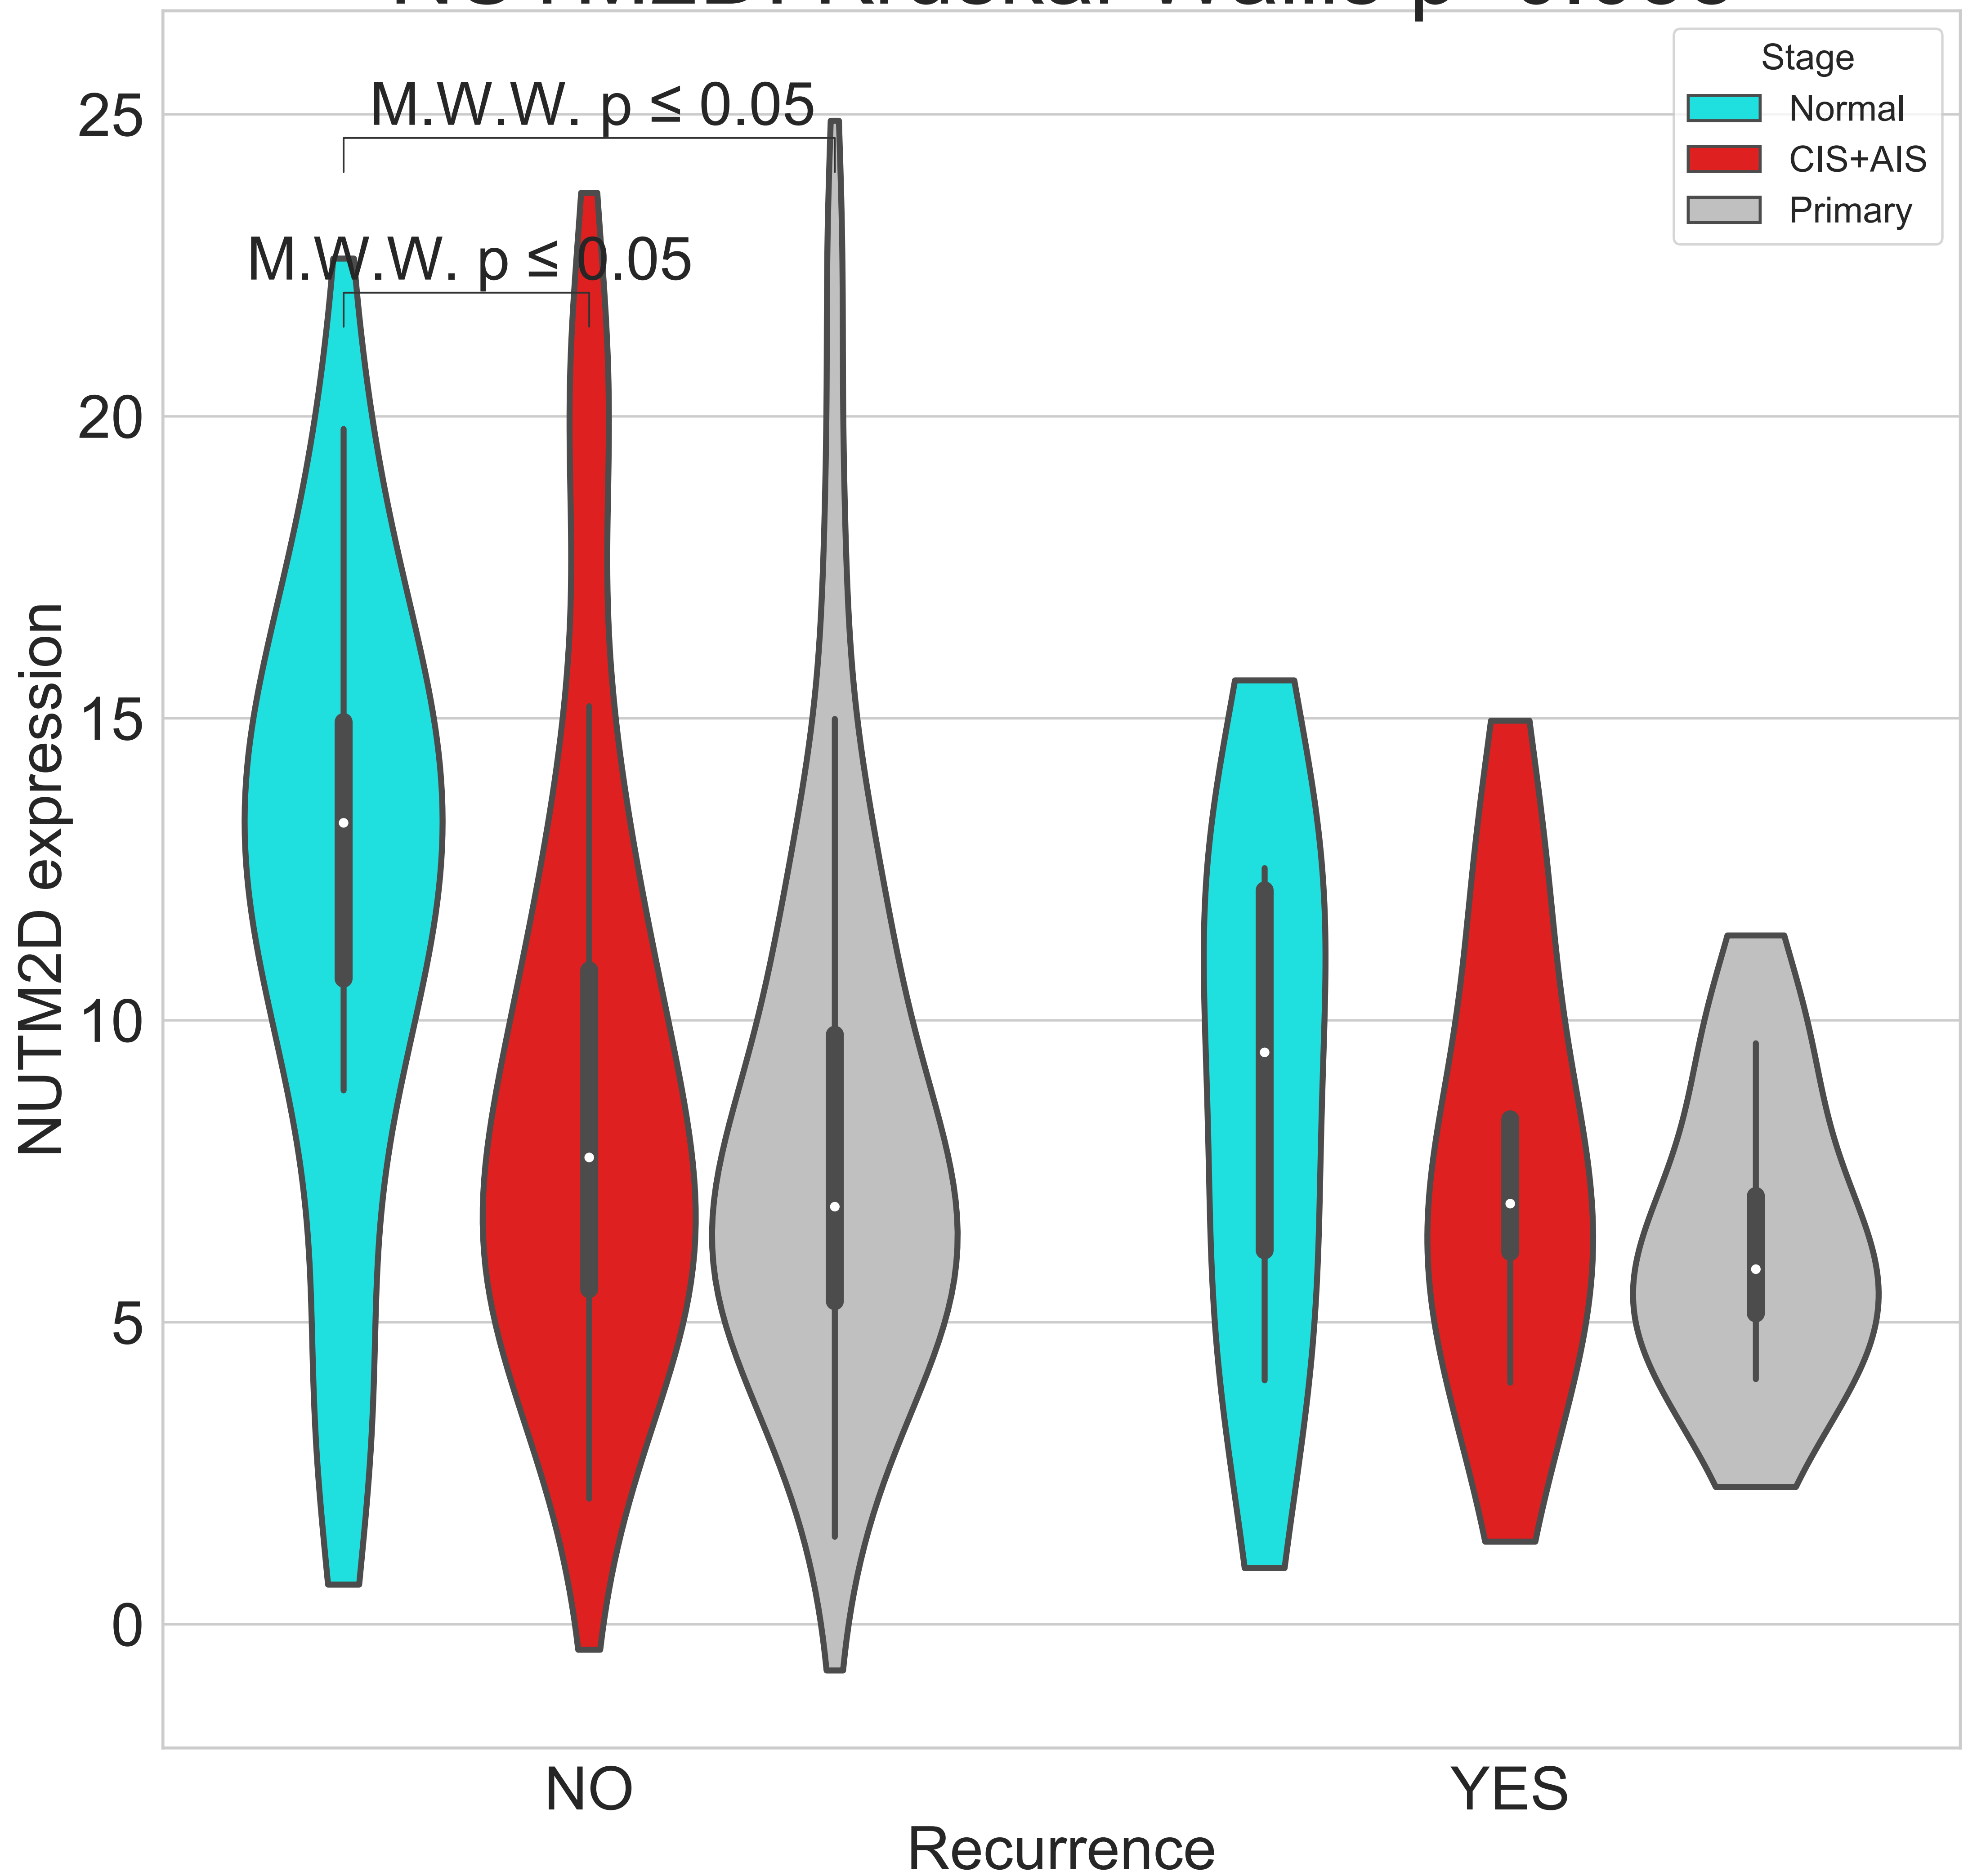 Stage
Normal
CIS+AIS
Primary
M.W.W. p ≤ 0.05
M.W.W. p ≤ 0.05
25
20
15
10
5
0
NUTM2D expression
NO
YES
Recurrence